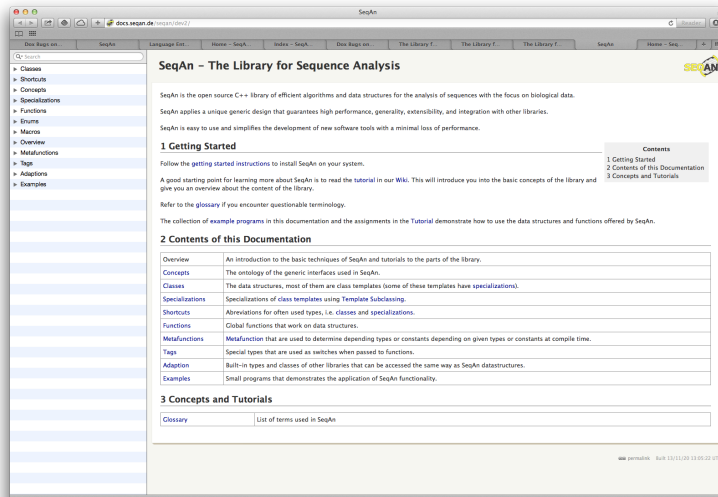 SeqAn
docs.seqan.de/seqan/dev2/
Reader
Dox Bugs on...
SeqAn
Language Ent...
Home – SeqA...
Index – SeqA...
Dox Bugs on...
The Library f...
The Library f...
The Library f...
SeqAn
Home – Seq...
Search
Classes
Shortcuts
Concepts
Specializations
Functions
Enums
Macros
Overview
Metafunctions
Tags
Adaptions
Examples
SeqAn – The Library for Sequence Analysis
SEQAN
SeqAn is the open source C++ library of efficient algorithms and data structures for the analysis of sequences with the focus on biological data.
SeqAn applies a unique generic design that guarantees high performance, generality, extensibility, and integration with other libraries.
SeqAn is easy to use and simplifies the development of new software tools with a minimal loss of performance.
1 Getting Started
Contents
1 Getting Started
2 Contents of this Documentation
3 Concepts and Tutorials
Follow the getting started instructions to install SeqAn on your system.
A good starting point for learning more about SeqAn is to read the tutorial in our Wiki. This will introduce you into the basic concepts of the library and
give you an overview about the content of the library.
Refer to the glossary if you encounter questionable terminology.
The collection of example programs in this documentation and the assignments in the Tutorial demonstrate how to use the data structures and functions offered by SeqAn.
2 Contents of this Documentation
Overview An introduction to the basic techniques of SeqAn and tutorials to the parts of the library.
Concepts The ontology of the generic interfaces used in SeqAn.
Classes The data structures, most of them are class templates (some of these templates have specializations).
Specializations Specializations of class templates using Template Subclassing.
Shortcuts Abreviations for often used types, i.e. classes and specializations.
Functions Global functions that work on data structures.
Metafunctions Metafunction that are used to determine depending types or constants depending on given types or constants at compile time.
Tags Special types that are used as switches when passed to functions.
Adaption Built-in types and classes of other libraries that can be accessed the same way as SeqAn datastructures.
Examples Small programs that demonstrates the application of SeqAn functionality.
3 Concepts and Tutorials
Glossary List of terms used in SeqAn
permalink Built 13/11/20 13:05:22